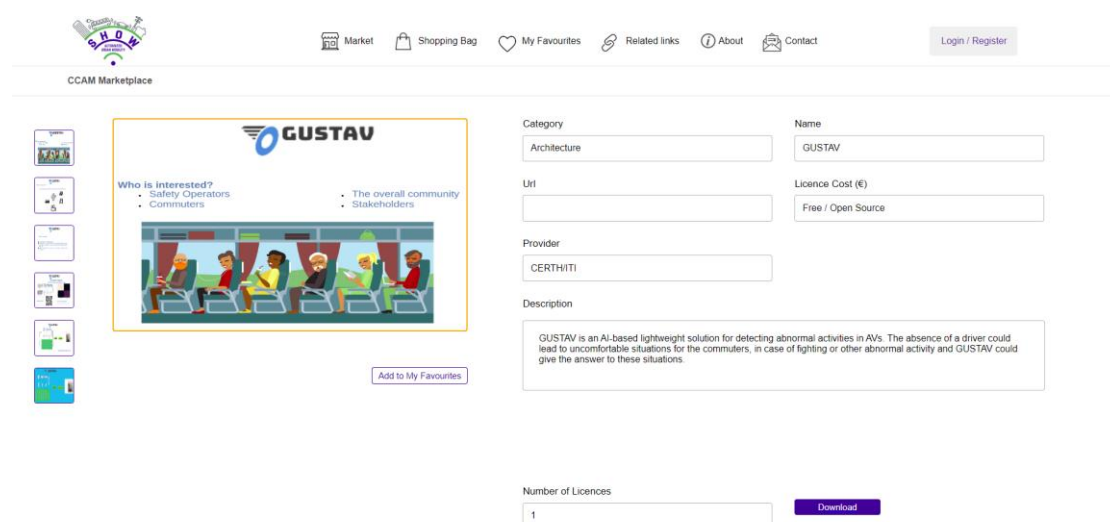 SHOW
Market
Shopping Bag
My Favourites
Related links
About
Contact
Login / Register
CCAM Marketplace
GUSTAV
Who is interested?
• Safety Operators
• Commuters
• The overall community
• Stakeholders
Add to My Favourites
Category
Name
Architecture
GUSTAV
Url
Licence Cost (€)
Free / Open Source
Provider
CERTH/ITI
Description
GUSTAV is an AI-based lightweight solution for detecting abnormal activities in AVs. The absence of a driver could
lead to uncomfortable situations for the commuters, in case of fighting or other abnormal activity and GUSTAV could
give the answer to these situations.
Number of Licences
1
Download